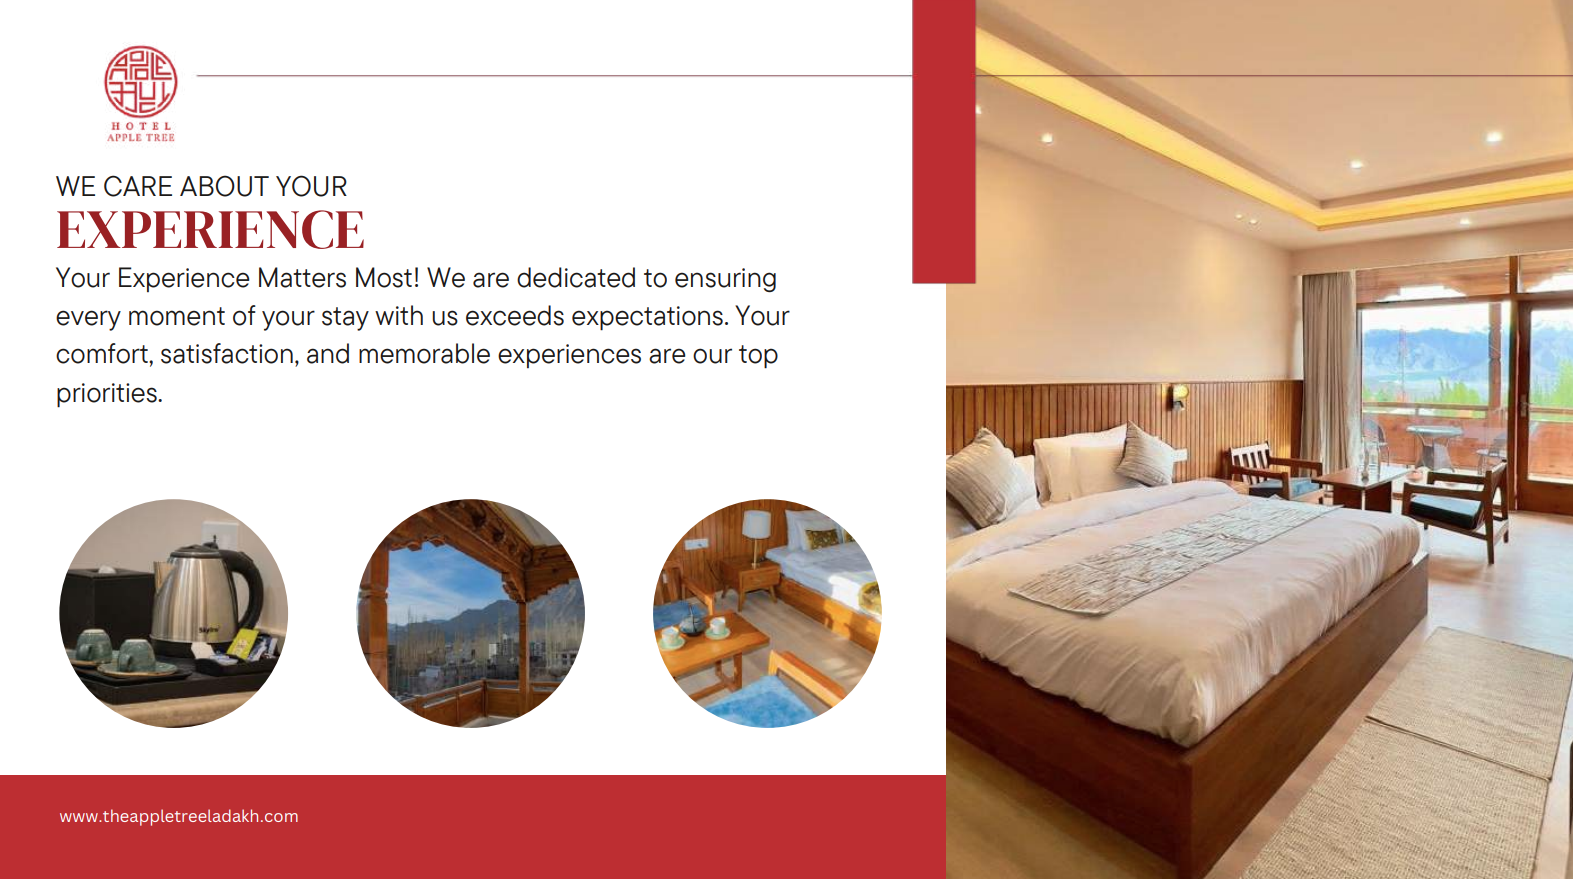 HOTEL
APPLE TREE
WE CARE ABOUT YOUR
EXPERIENCE
Your Experience Matters Most! We are dedicated to ensuring
every moment of your stay with us exceeds expectations. Your
comfort, satisfaction, and memorable experiences are our top
priorities.
www.theappletreeladakh.com